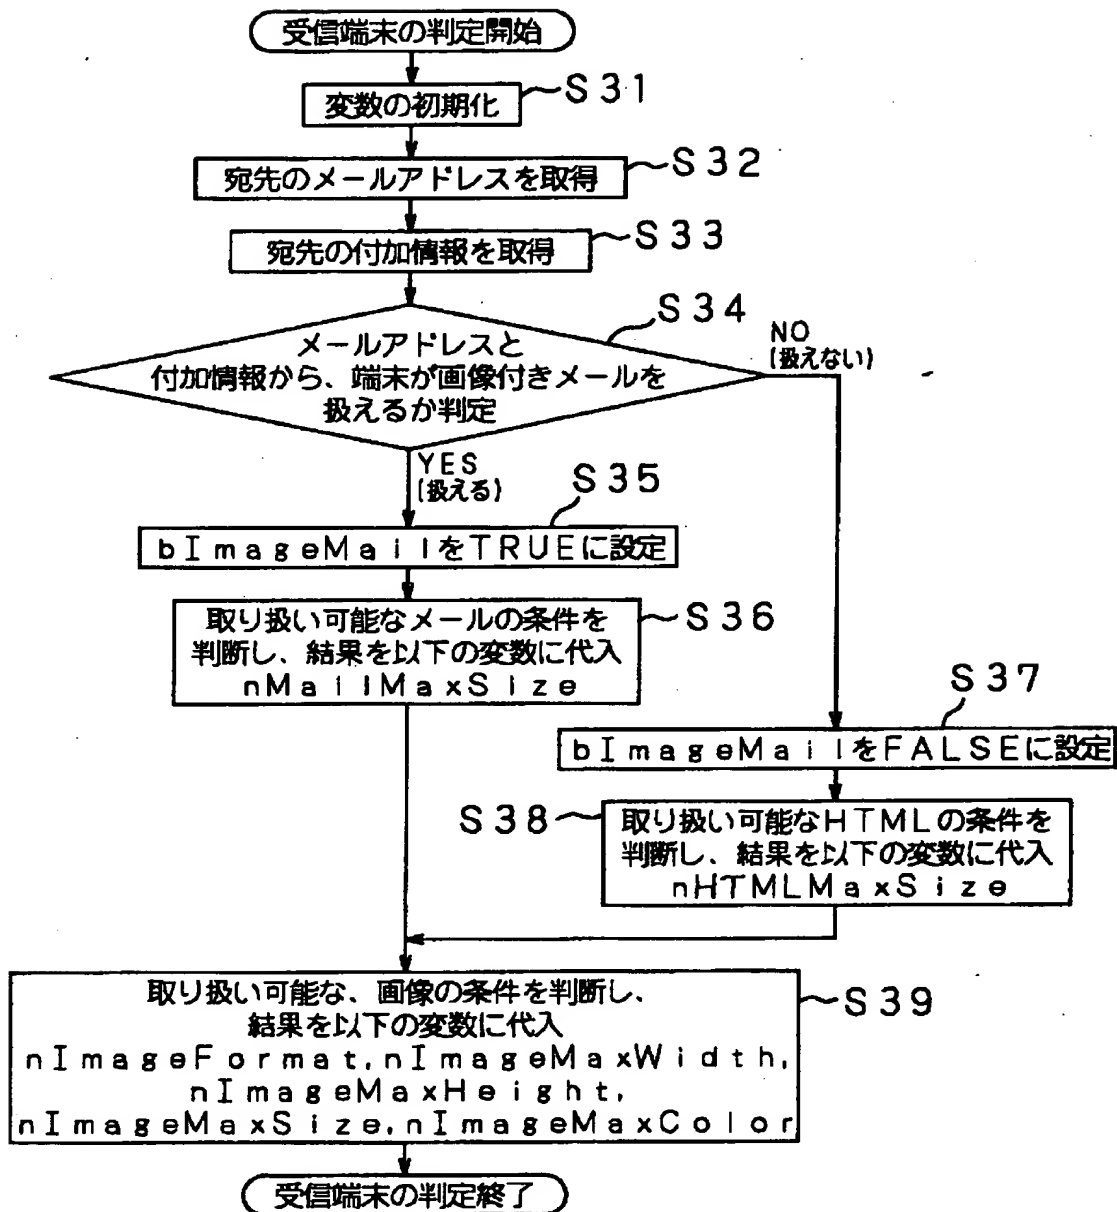 受信端末の判定開始
変数の初期化
S31
宛先のメールアドレスを取得
S32
宛先の付加情報を取得
S33
メールアドレスと
付加情報から、端末が画像付きメールを
扱えるか判定
S34
NO
(扱えない)
YES
(扱える)
S35
bImageMailをTRUEに設定
取り扱い可能なメールの条件を
判断し、結果を以下の変数に代入
nMailMaxSize
S36
S37
bImageMailをFALSEに設定
S38
取り扱い可能なHTMLの条件を
判断し、結果を以下の変数に代入
nHTMLMaxSize
取り扱い可能な、画像の条件を判断し、
結果を以下の変数に代入
nImageFormat,nImageMaxWidth,
nImageMaxHeight,
nImageMaxSize,nImageMaxColor
S39
受信端末の判定終了